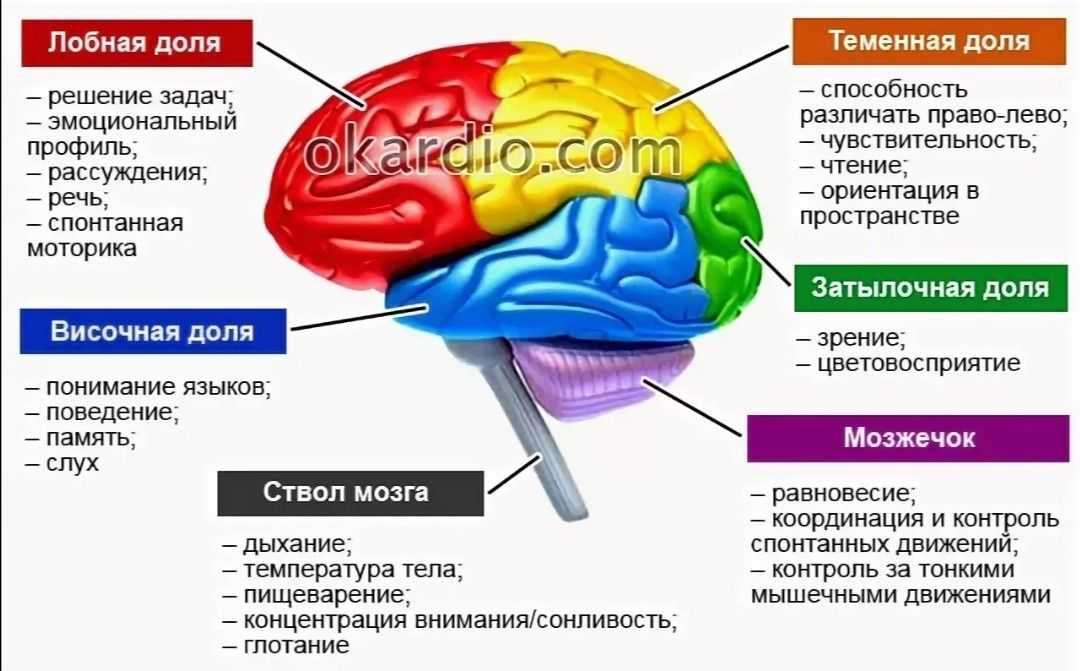 Лобная доля
– решение задач;
– эмоциональный
профиль;
– рассуждения;
– речь;
– спонтанная
моторика
Теменная доля
– способность
различать право-лево;
– чувствительность;
– чтение;
– ориентация в
пространстве
okardio.com
Затылочная доля
– зрение;
– цветовосприятие
Височная доля
– понимание языков;
– поведение;
– память;
– слух
Мозжечок
– равновесие;
– координация и контроль
спонтанных движений;
– контроль за тонкими
мышечными движениями
Ствол мозга
– дыхание;
– температура тела;
– пищеварение;
– концентрация внимания/сонливость;
– глотание